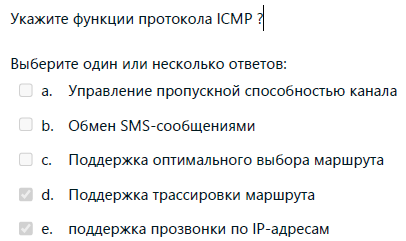 Укажите функции протокола ICMP ?
Выберите один или несколько ответов:
a. Управление пропускной способностью канала
b. Обмен SMS-сообщениями
c. Поддержка оптимального выбора маршрута
d. Поддержка трассировки маршрута
e. поддержка прозвонки по IP-адресам